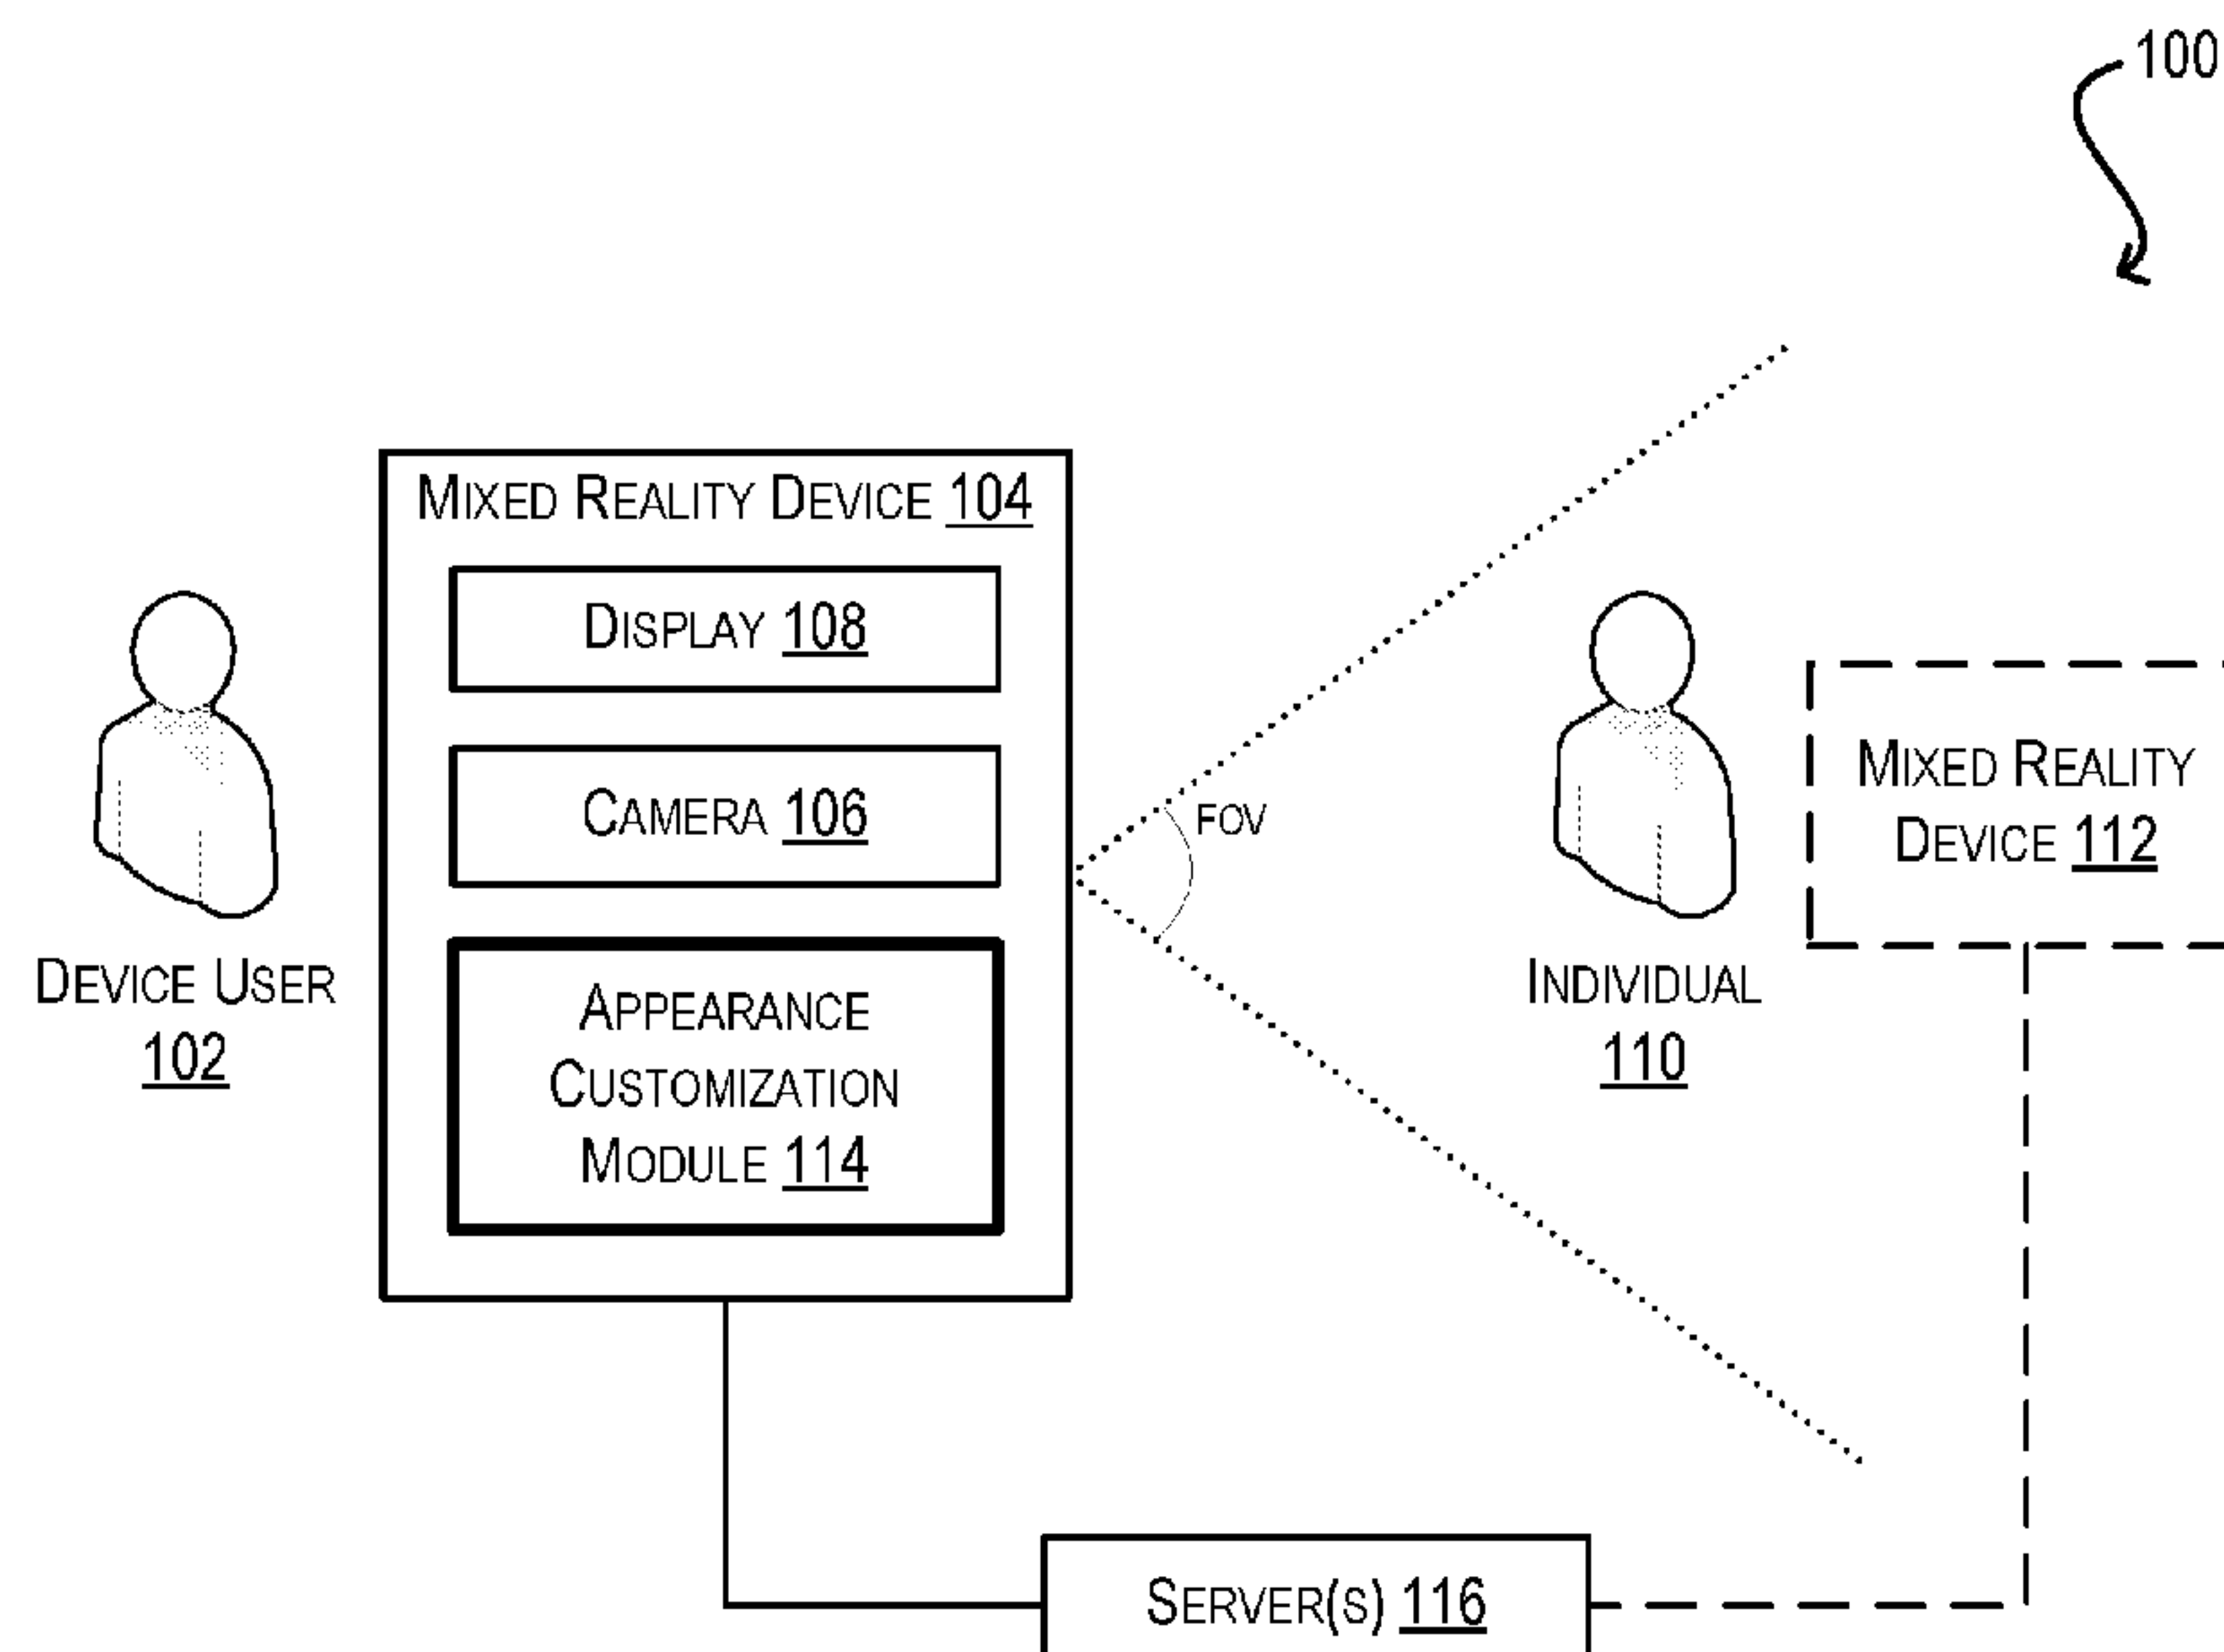 100
MIXED REALITY DEVICE 104
DISPLAY 108
CAMERA 106
FOV
APPEARANCE
CUSTOMIZATION
MODULE 114
DEVICE USER
102
INDIVIDUAL
110
MIXED REALITY
DEVICE 112
SERVER(S) 116